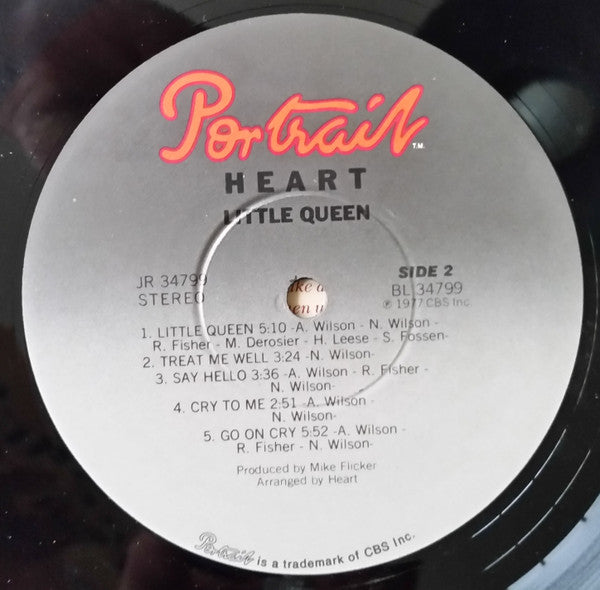 Portrait
T.M.
HEART
LITTLE QUEEN
JR 34799
STEREO
SIDE 2
BL 34799
℗ 1977 CBS Inc.
1. LITTLE QUEEN 5:10 -A. Wilson - N. Wilson-
R. Fisher - M. Derosier - H. Leese - S. Fossen-
2. TREAT ME WELL 3:24 -N. Wilson-
3. SAY HELLO 3:36 -A. Wilson - R. Fisher -
N. Wilson-
4. CRY TO ME 2:51 -A. Wilson -
N. Wilson-
5. GO ON CRY 5:52 -A. Wilson -
R. Fisher - N. Wilson-
Produced by Mike Flicker
Arranged by Heart
Portrait is a trademark of CBS Inc.